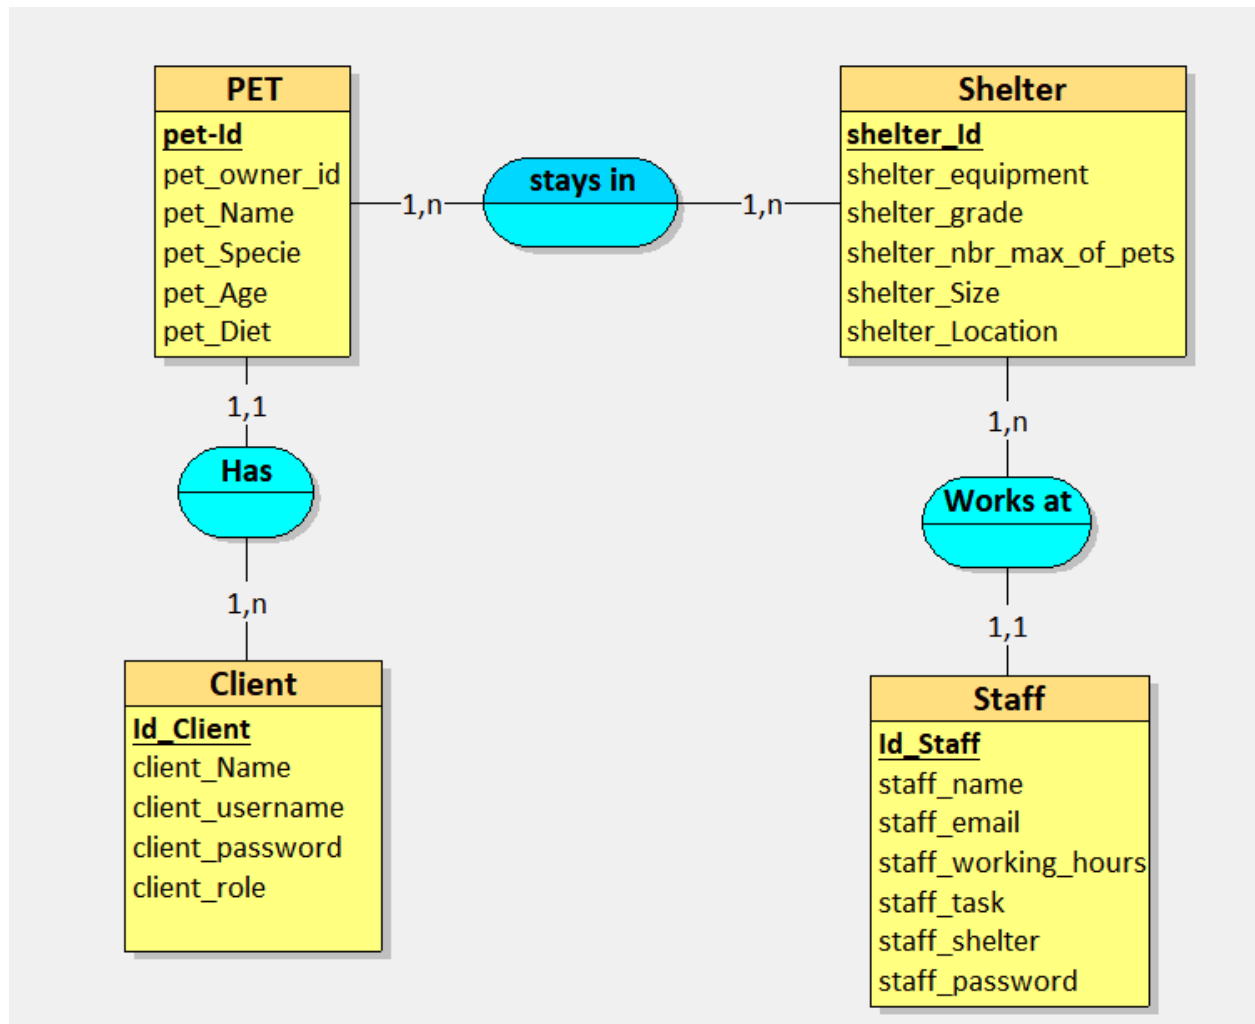 PET
pet-Id
pet_owner_id
pet_Name
pet_Specie
pet_Age
pet_Diet
1,n
stays in
1,n
Shelter
shelter_Id
shelter_equipment
shelter_grade
shelter_nbr_max_of_pets
shelter_Size
shelter_Location
1,1
Has
1,n
1,n
Works at
1,1
Client
Id_Client
client_Name
client_username
client_password
client_role
Staff
Id_Staff
staff_name
staff_email
staff_working_hours
staff_task
staff_shelter
staff_password